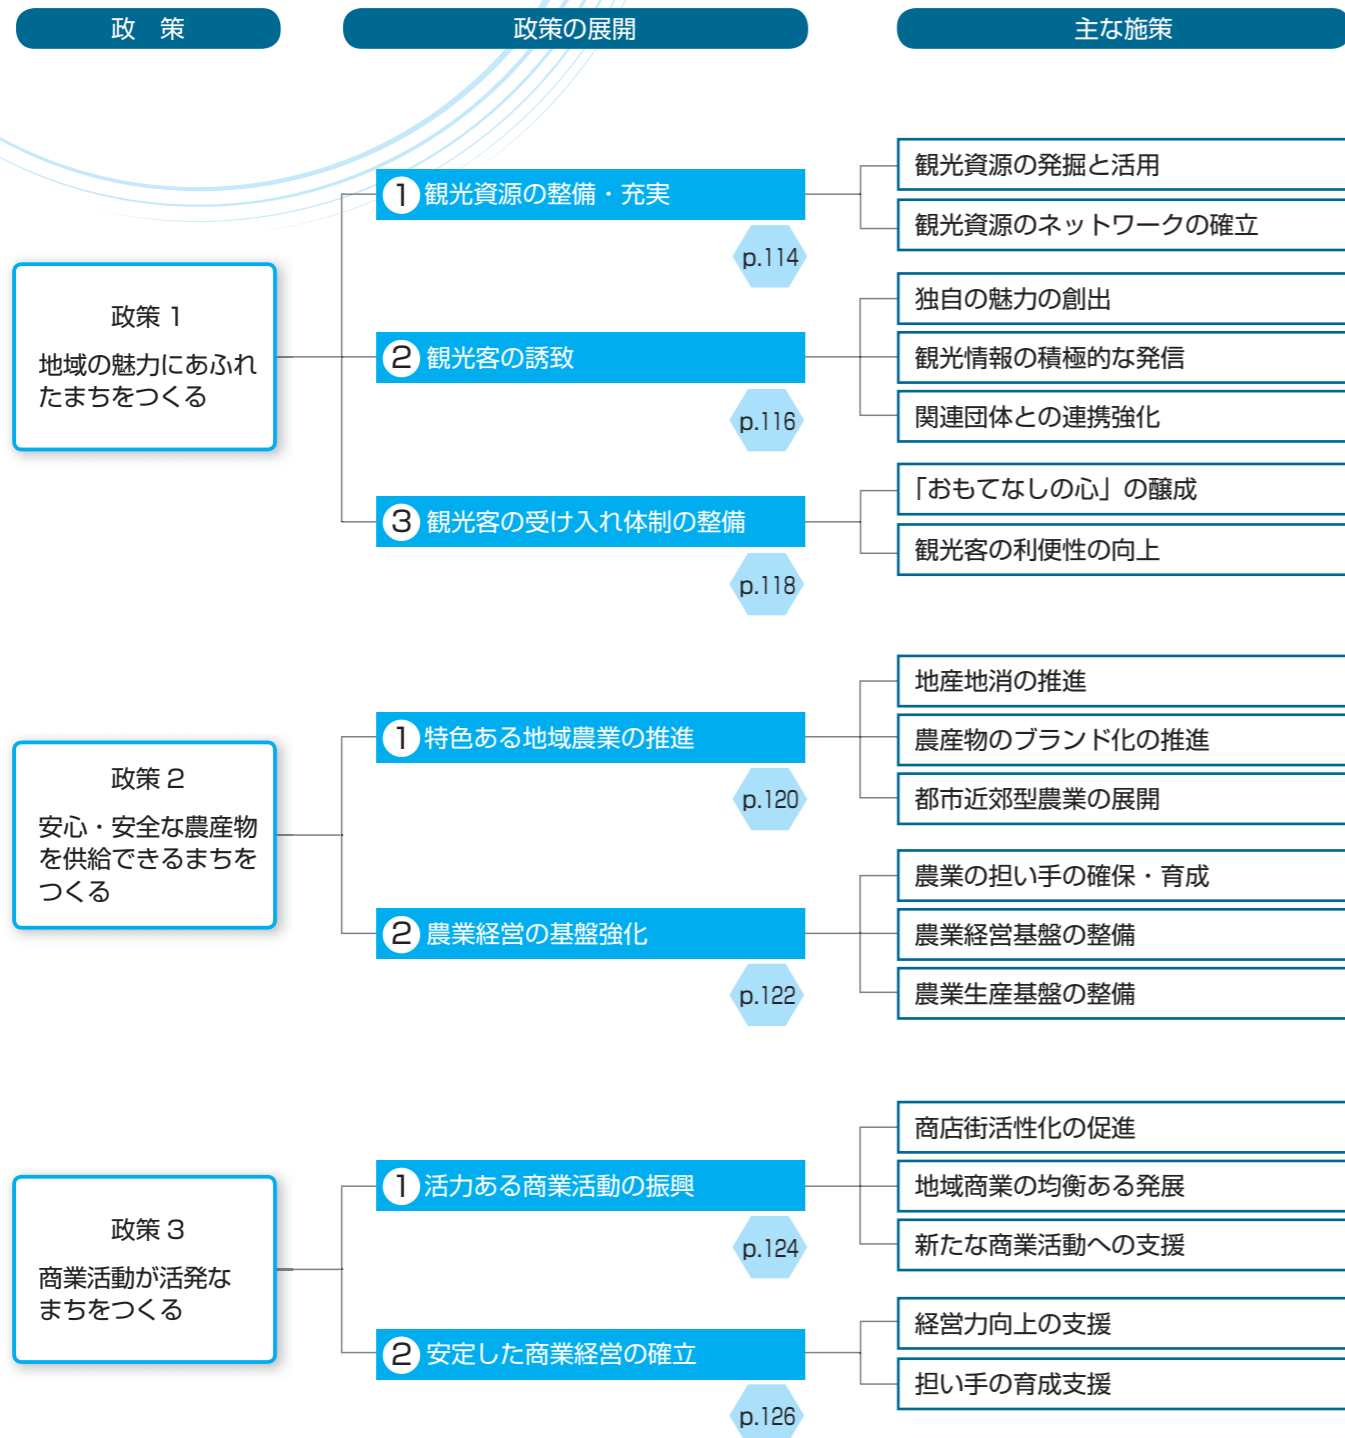 政　策
政策の展開
主な施策
政策 1
地域の魅力にあふれ
たまちをつくる
① 観光資源の整備・充実
p.114
観光資源の発掘と活用
観光資源のネットワークの確立
② 観光客の誘致
p.116
独自の魅力の創出
観光情報の積極的な発信
関連団体との連携強化
③ 観光客の受け入れ体制の整備
p.118
「おもてなしの心」の醸成
観光客の利便性の向上
政策 2
安心・安全な農産物
を供給できるまちを
つくる
① 特色ある地域農業の推進
p.120
地産地消の推進
農産物のブランド化の推進
都市近郊型農業の展開
② 農業経営の基盤強化
p.122
農業の担い手の確保・育成
農業経営基盤の整備
農業生産基盤の整備
政策 3
商業活動が活発な
まちをつくる
① 活力ある商業活動の振興
p.124
商店街活性化の促進
地域商業の均衡ある発展
新たな商業活動への支援
② 安定した商業経営の確立
p.126
経営力向上の支援
担い手の育成支援